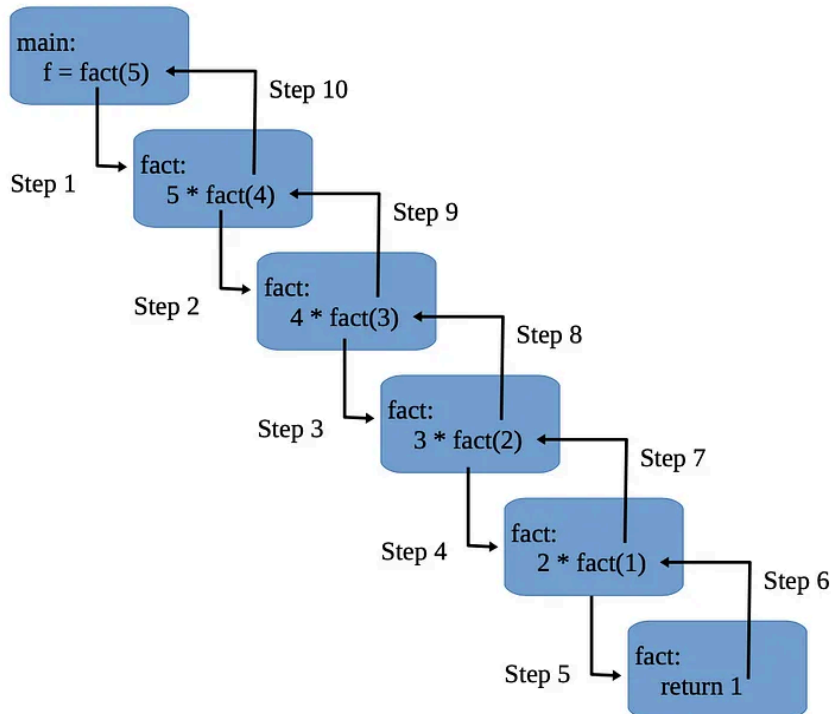 main:
f = fact(5)
Step 10
Step 1
fact:
5 * fact(4)
Step 9
Step 2
fact:
4 * fact(3)
Step 8
Step 3
fact:
3 * fact(2)
Step 7
Step 4
fact:
2 * fact(1)
Step 6
Step 5
fact:
return 1